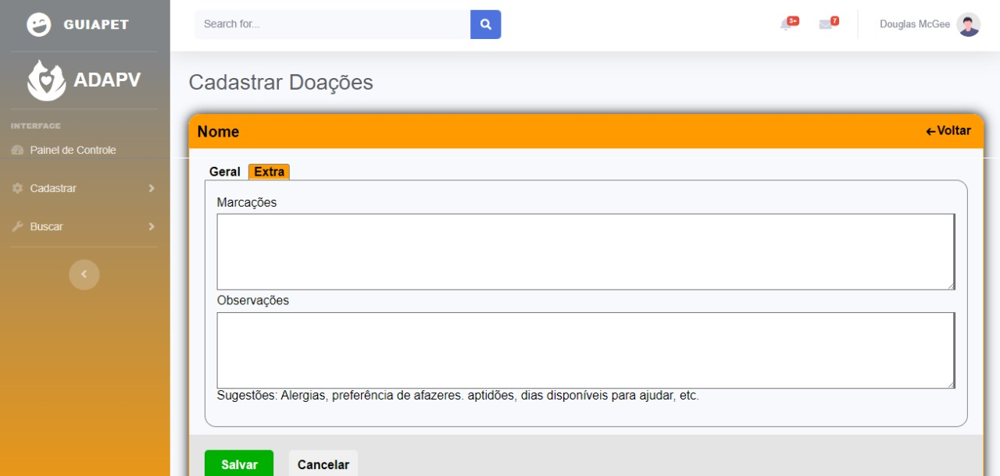 GUIAPET
Search for...
3+
7
Douglas McGee
ADAPV
Cadastrar Doações
INTERFACE
Painel de Controle
Cadastrar
Buscar
Nome
Voltar
Geral Extra
Marcações
Observações
Sugestões: Alergias, preferência de afazeres. aptidões, dias disponíveis para ajudar, etc.
Salvar Cancelar